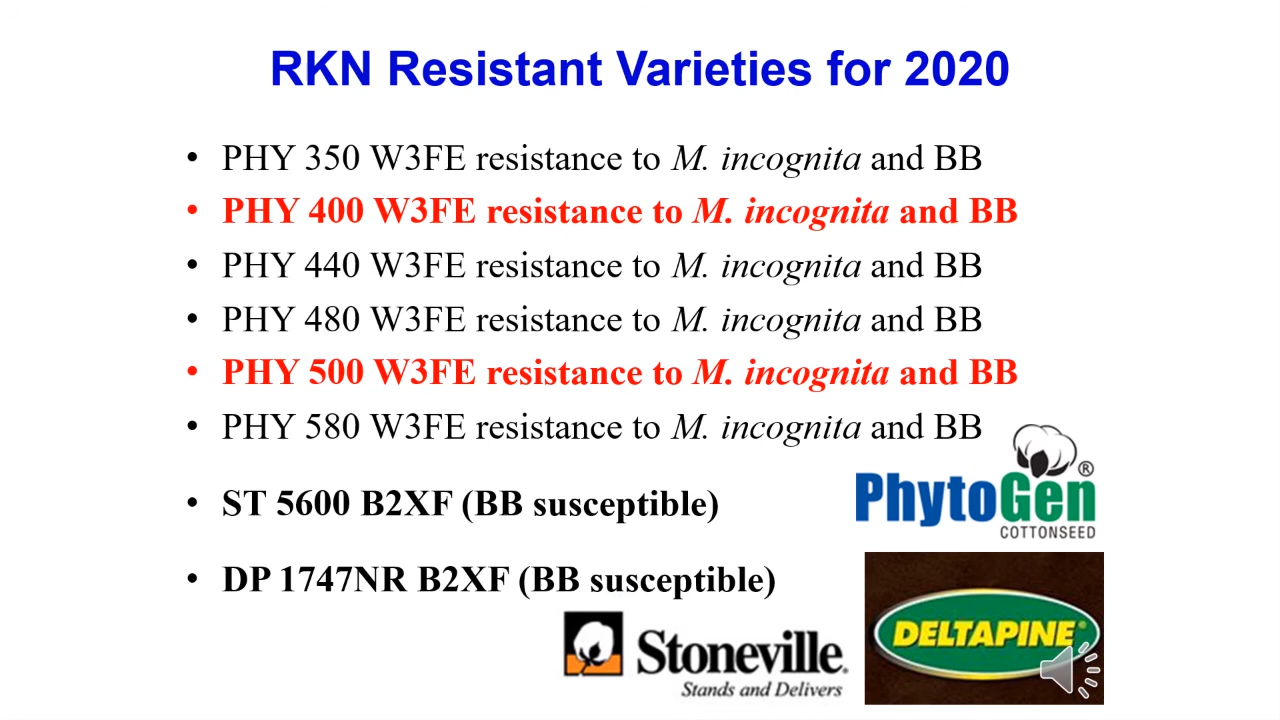 RKN Resistant Varieties for 2020
• PHY 350 W3FE resistance to M. incognita and BB
• PHY 400 W3FE resistance to M. incognita and BB
• PHY 440 W3FE resistance to M. incognita and BB
• PHY 480 W3FE resistance to M. incognita and BB
• PHY 500 W3FE resistance to M. incognita and BB
• PHY 580 W3FE resistance to M. incognita and BB
• ST 5600 B2XF (BB susceptible)
• DP 1747NR B2XF (BB susceptible)
PhytoGen®
COTTONSEED
DELTAPINE®
Stoneville.
Stands and Delivers